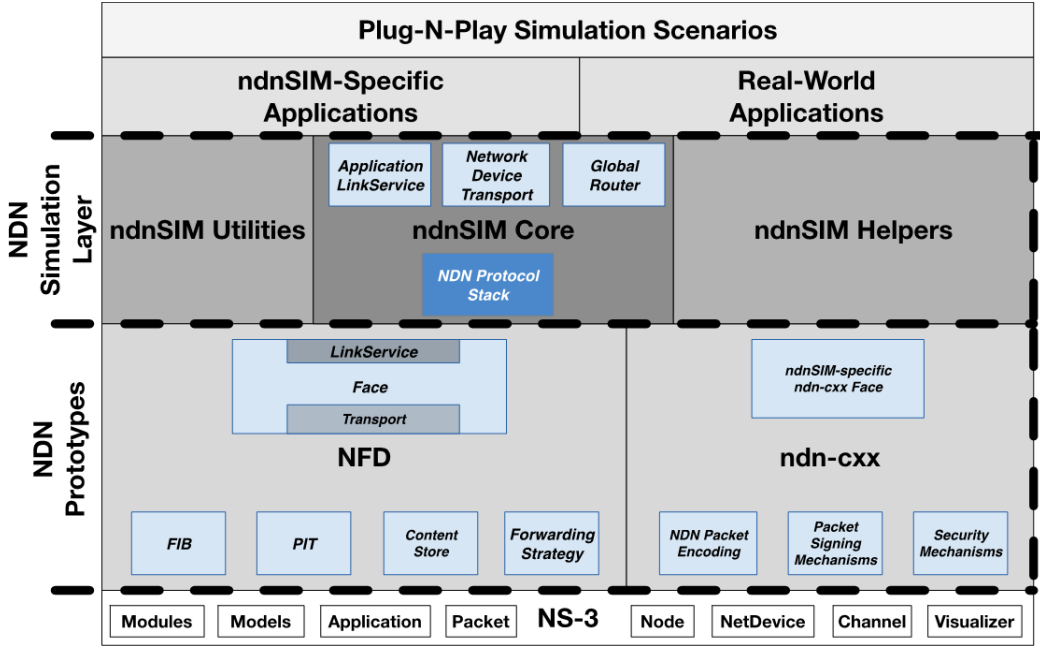 Plug-N-Play Simulation Scenarios
ndnSIM-Specific
Applications
Real-World
Applications
NDN
Simulation
Layer
Application
LinkService
Network
Device
Transport
Global
Router
ndnSIM Utilities
ndnSIM Core
ndnSIM Helpers
NDN Protocol
Stack
NDN
Prototypes
LinkService
Face
Transport
NFD
ndnSIM-specific
ndn-cxx Face
ndn-cxx
FIB
PIT
Content
Store
Forwarding
Strategy
NDN Packet
Encoding
Packet
Signing
Mechanisms
Security
Mechanisms
Modules
Models
Application
Packet
NS-3
Node
NetDevice
Channel
Visualizer